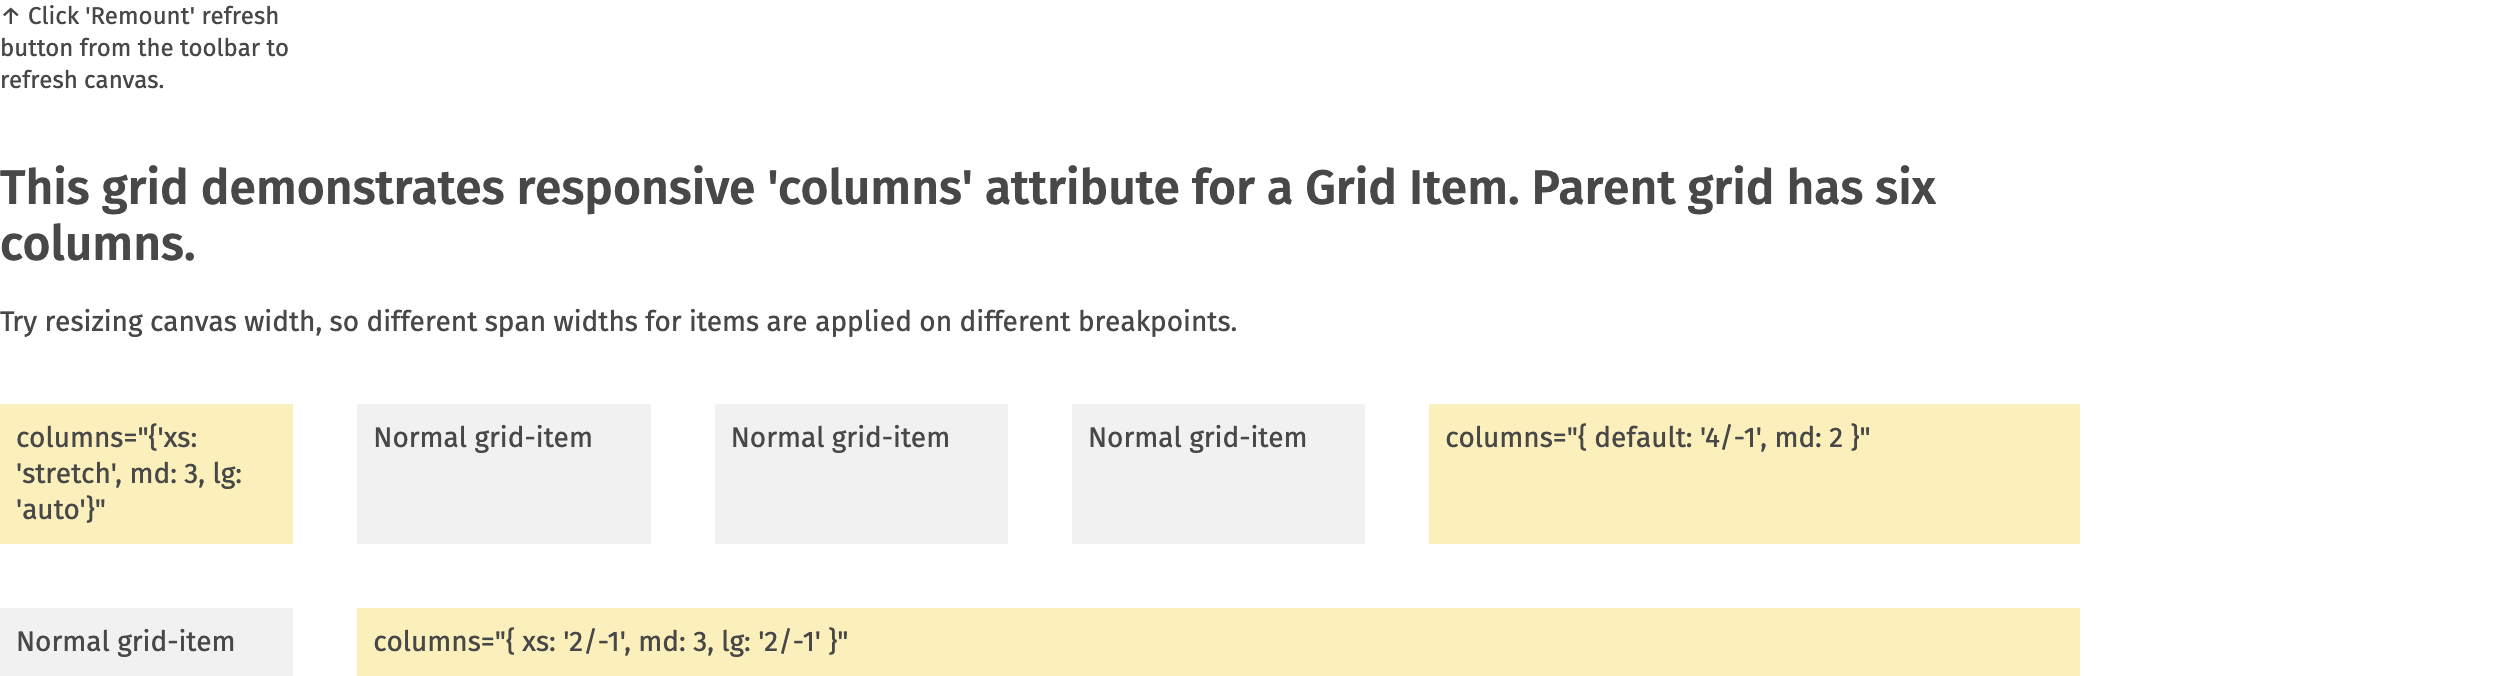 ↑ Click 'Remount' refresh
button from the toolbar to
refresh canvas.
This grid demonstrates responsive 'columns' attribute for a Grid Item. Parent grid has six
columns.
Try resizing canvas width, so different span widths for items are applied on different breakpoints.
columns="{'xs:
'stretch', md: 3, lg:
'auto'}"
Normal grid-item
Normal grid-item
Normal grid-item
columns="{ default: '4/-1', md: 2 }"
Normal grid-item
columns="{ xs: '2/-1', md: 3, lg: '2/-1' }"